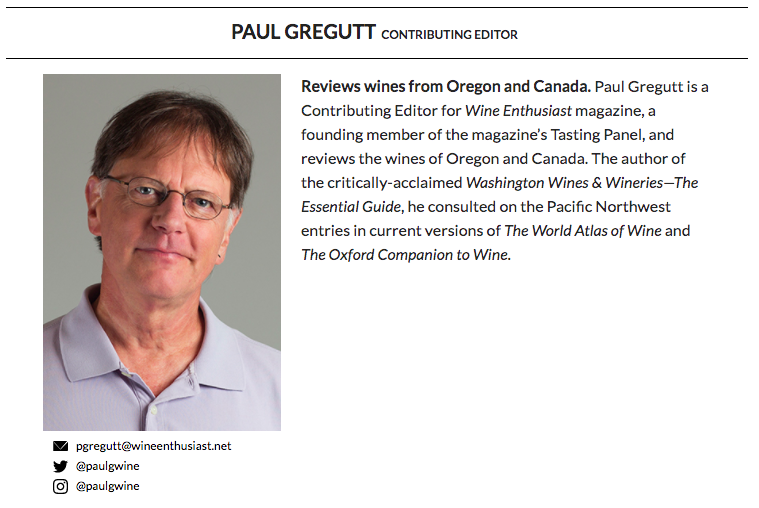 PAUL GREGUTT CONTRIBUTING EDITOR
Reviews wines from Oregon and Canada. Paul Gregutt is a
Contributing Editor for Wine Enthusiast magazine, a
founding member of the magazine’s Tasting Panel, and
reviews the wines of Oregon and Canada. The author of
the critically-acclaimed Washington Wines & Wineries—The
Essential Guide, he consulted on the Pacific Northwest
entries in current versions of The World Atlas of Wine and
The Oxford Companion to Wine.
pgregutt@wineenthusiast.net
@paulgwine
@paulgwine